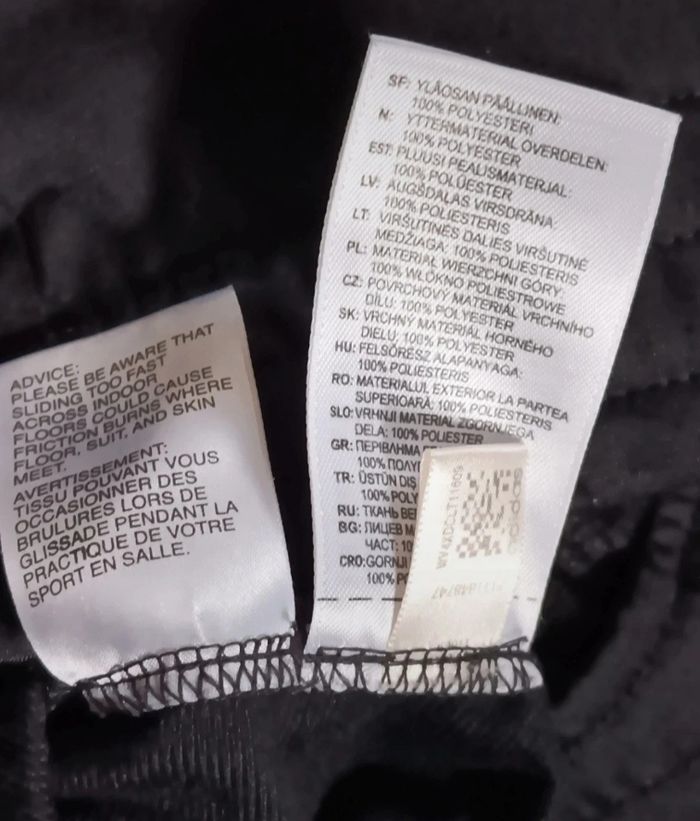 ADVICE:
PLEASE BE AWARE THAT
SLIDING TOO FAST
ACROSS INDOOR
FLOORS COULD CAUSE
FRICTION BURNS WHERE
FLOOR, SUIT, AND SKIN
MEET.
AVERTISSEMENT:
TISSU POUVANT VOUS
OCCASIONNER DES
BRULURES LORS DE
GLISSADE PENDANT LA
PRACTIQUE DE VOTRE
SPORT EN SALLE.
SF: YLÄOSAN PÄÄLLINEN:
100% POLYESTERI
N: YTTERMATERIAL OVERDELEN:
100% POLYESTER
EST: PLUUSI PEALISMATERJAL:
100% POLÜESTER
LV: AUGŠDAĻAS VIRSDRĀNA:
100% POLIESTERIS
LT: VIRŠUTINĖS DALIES VIRŠUTINĖ
MEDŽIAGA: 100% POLIESTERIS
PL: MATERIAŁ WIERZCHNI GÓRY:
100% WŁÓKNO POLIESTROWE
CZ: POVRCHOVÝ MATERIÁL VRCHNÍHO
DÍLU: 100% POLYESTER
SK: VRCHNÝ MATERIÁL HORNÉHO
DIELU: 100% POLYESTER
HU: FELSŐRÉSZ ALAPANYAGA:
100% POLIESTERIS
RO: MATERIALUL EXTERIOR LA PARTEA
SUPERIOARĂ: 100% POLIESTERIS
SLO: VRHNJI MATERIAL ZGORNJEGA
DELA: 100% POLIESTER
GR: ΠΕΡΙΒΛΗΜΑ
100% ΠΟΛΥ
TR: ÜSTÜN DIŞ
100% POLY
RU: ТКАНЬ ВЕ
BG: ЛИЦЕВ М
ЧАСТ: 10
CRO: GORNJI
100% P
adidas